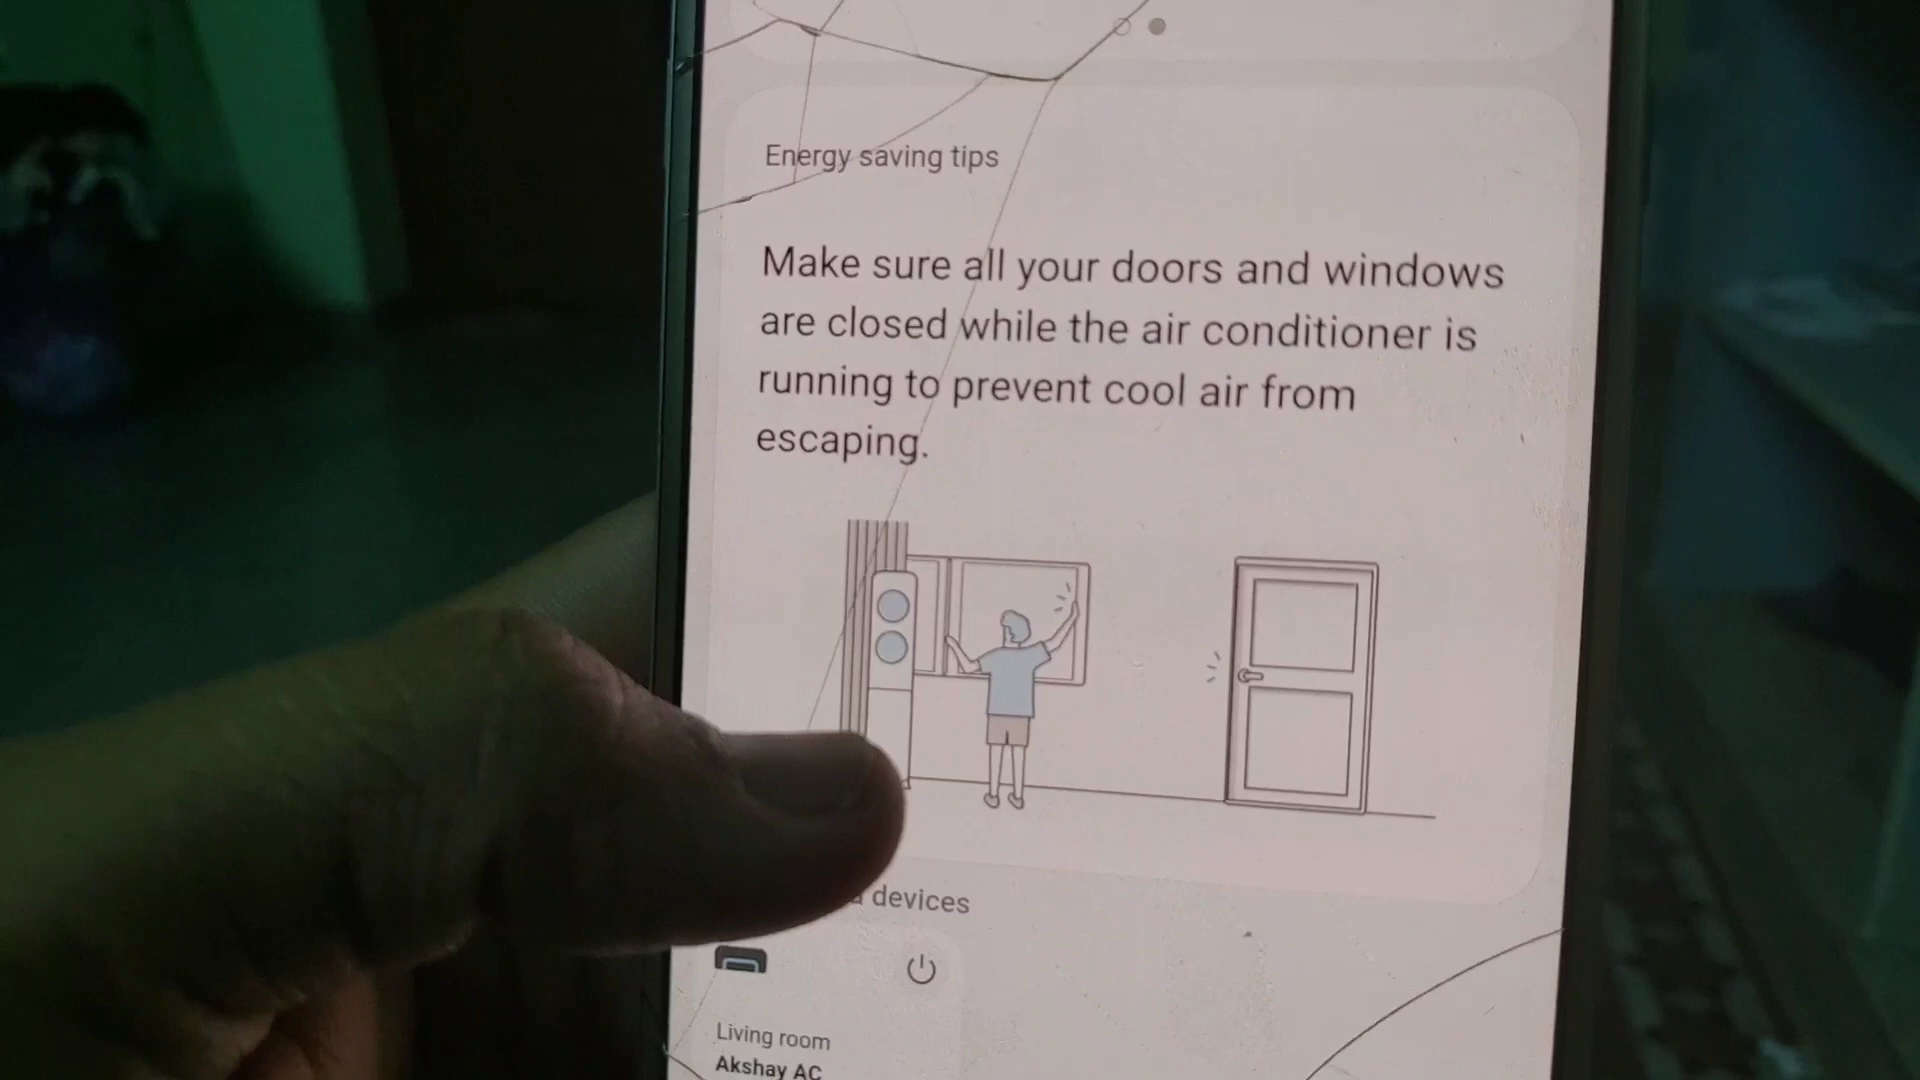 Energy saving tips
Make sure all your doors and windows
are closed while the air conditioner is
running to prevent cool air from
escaping.
devices
Living room
Akshay AC